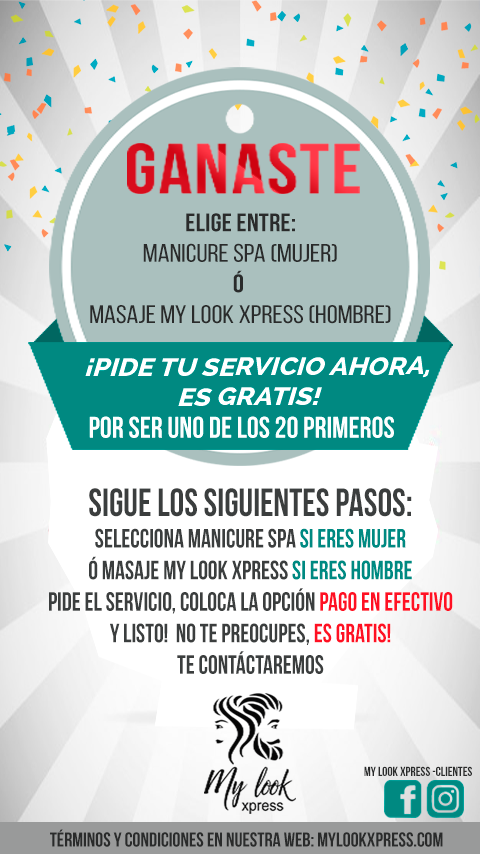 GANASTE
ELIGE ENTRE:
MANICURE SPA (MUJER)
Ó
MASAJE MY LOOK XPRESS (HOMBRE)
¡PIDE TU SERVICIO AHORA,
ES GRATIS!
POR SER UNO DE LOS 20 PRIMEROS
SIGUE LOS SIGUIENTES PASOS:
SELECCIONA MANICURE SPA SI ERES MUJER
Ó MASAJE MY LOOK XPRESS SI ERES HOMBRE
PIDE EL SERVICIO, COLOCA LA OPCIÓN PAGO EN EFECTIVO
Y LISTO! NO TE PREOCUPES, ES GRATIS!
TE CONTÁCTAREMOS
My look
xpress
MY LOOK XPRESS -CLIENTES
TÉRMINOS Y CONDICIONES EN NUESTRA WEB: MYLOOKXPRESS.COM